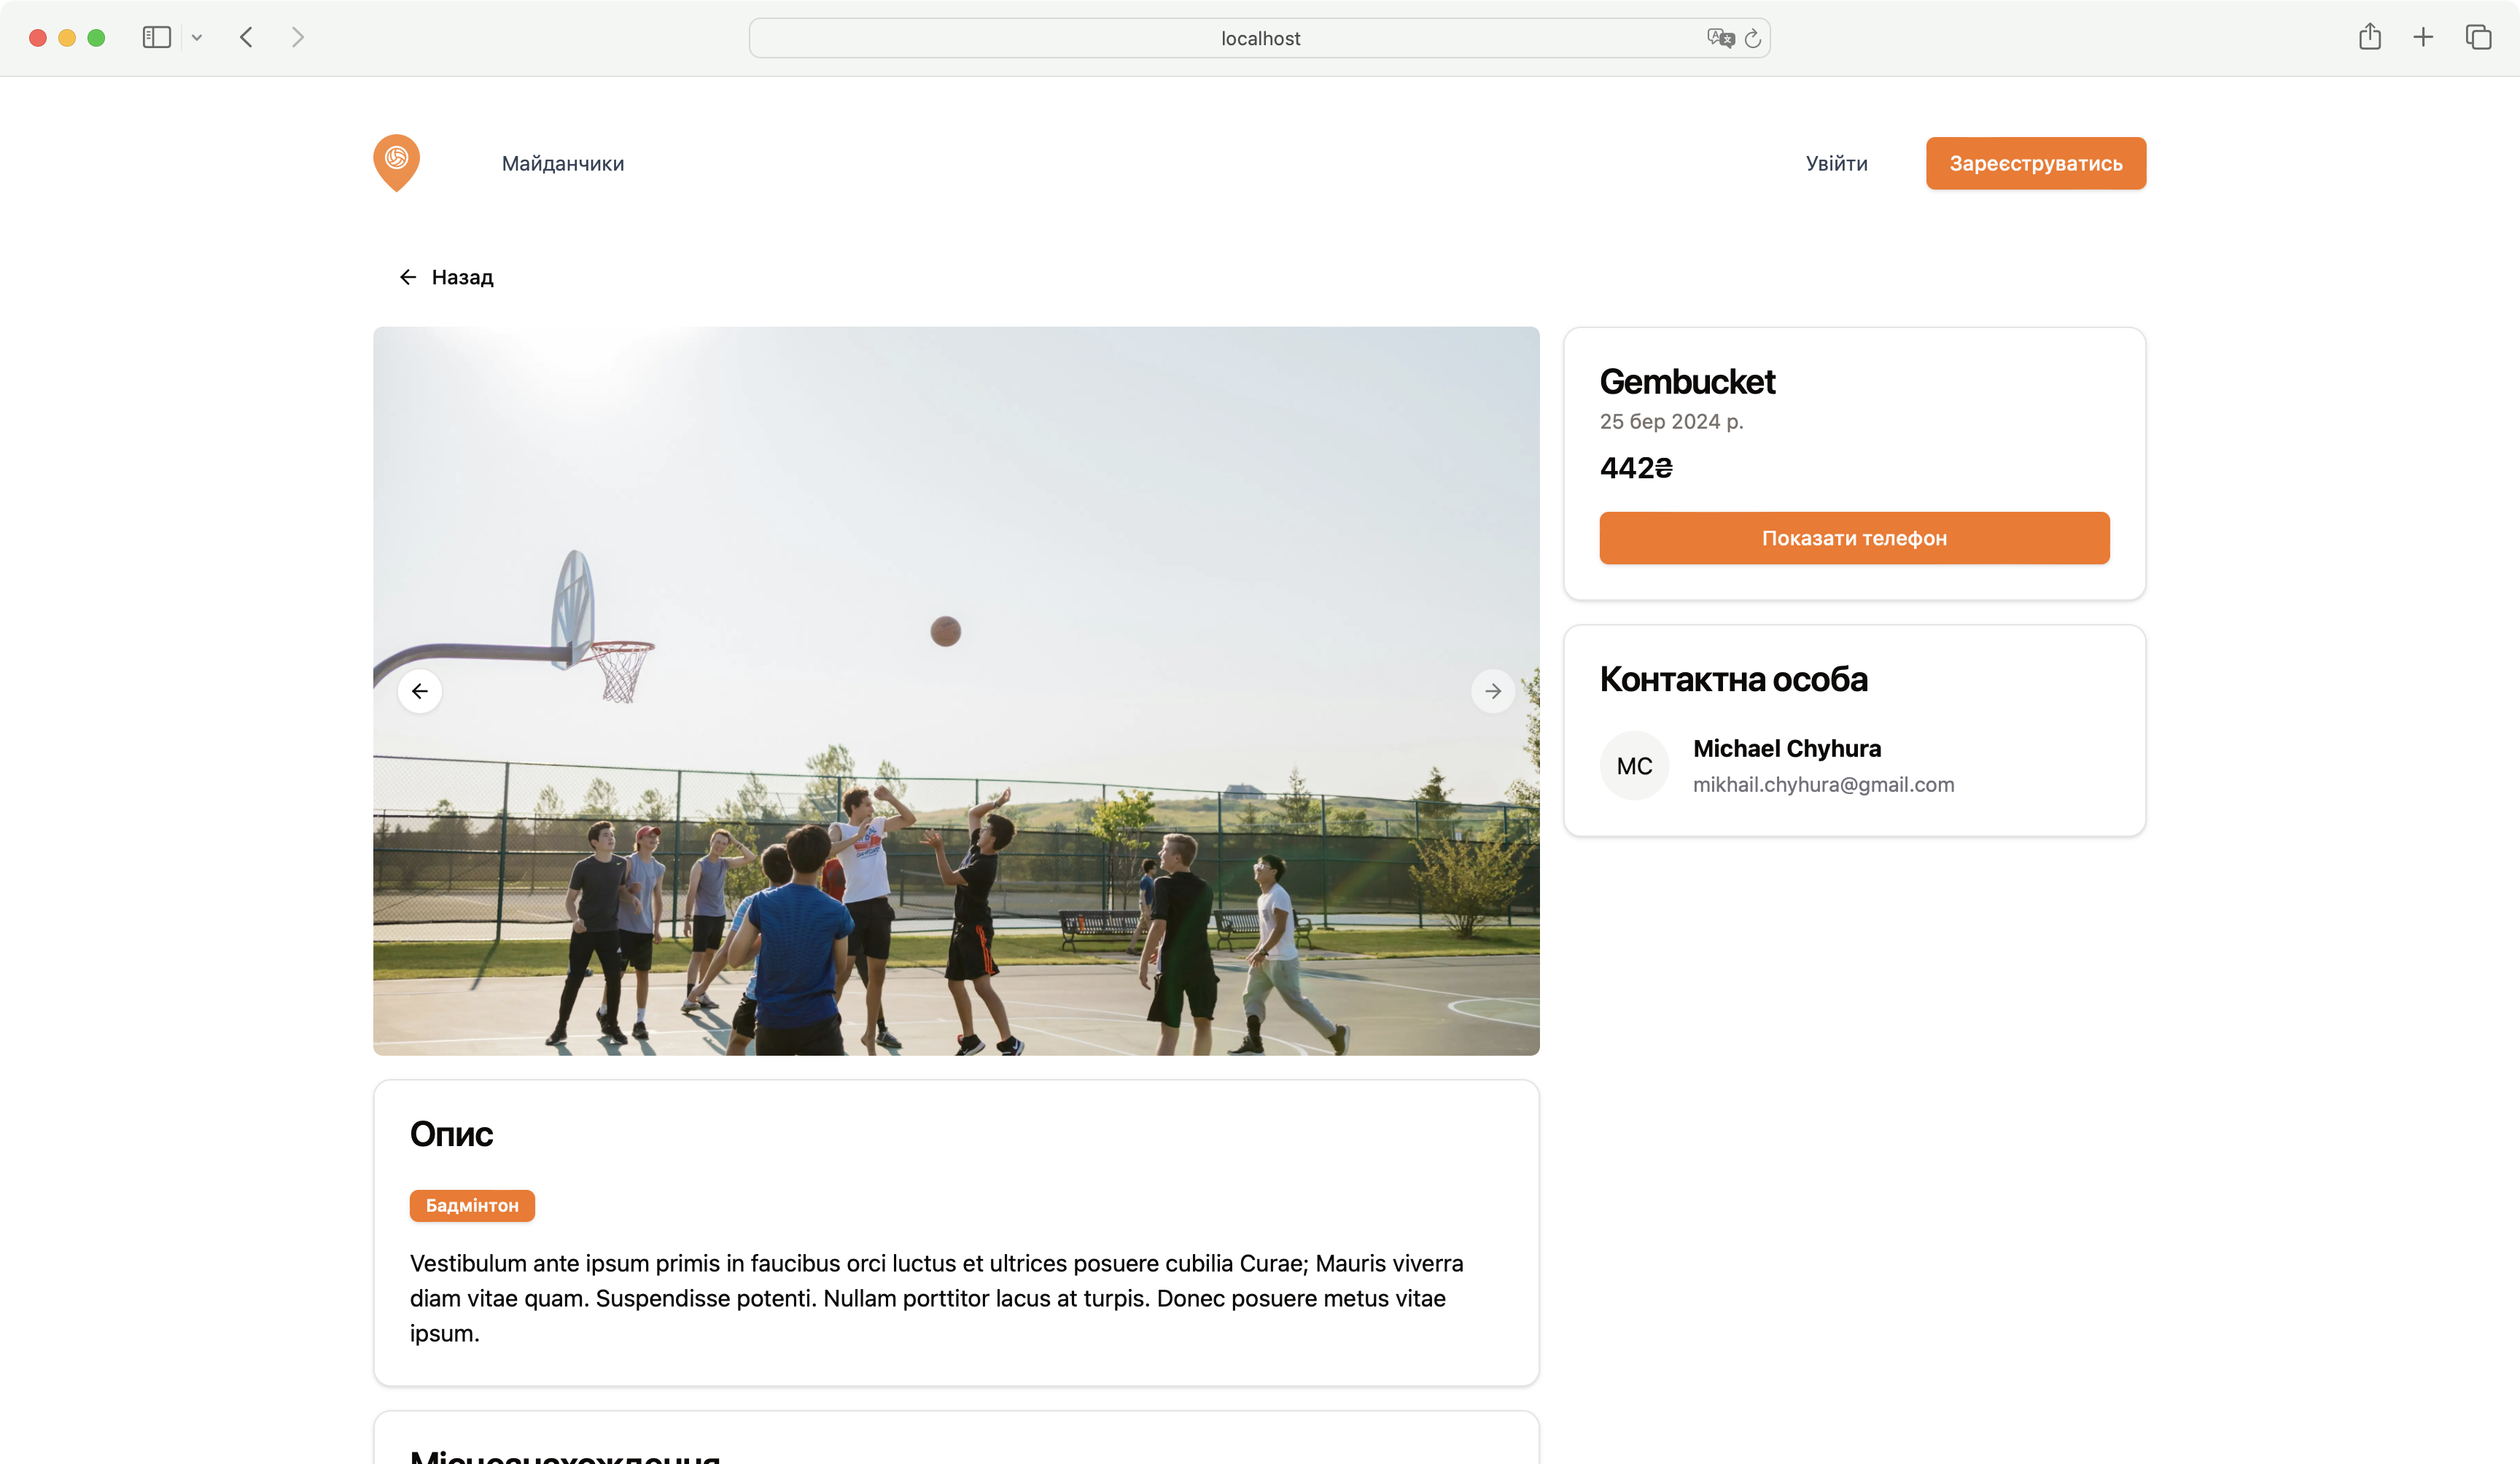 localhost
Майданчики
Увійти
Зареєструватись
Назад
Gembucket
25 бер 2024 р.
442₴
Показати телефон
Контактна особа
MC
Michael Chyhura
mikhail.chyhura@gmail.com
Опис
Бадмінтон
Vestibulum ante ipsum primis in faucibus orci luctus et ultrices posuere cubilia Curae; Mauris viverra
diam vitae quam. Suspendisse potenti. Nullam porttitor lacus at turpis. Donec posuere metus vitae
ipsum.
Місцезнаходження